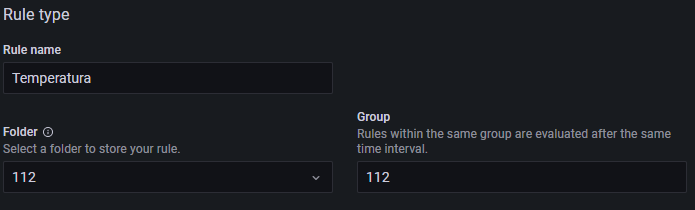 Rule type
Rule name
Temperatura
Folder
Select a folder to store your rule.
112
Group
Rules within the same group are evaluated after the same
time interval.
112